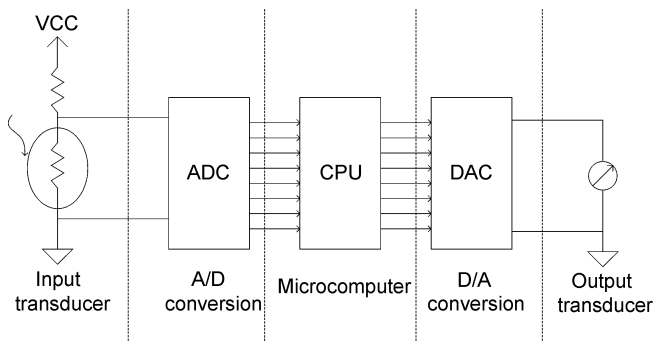 VCC
ADC
CPU
DAC
Input
transducer
A/D
conversion
Microcomputer
D/A
conversion
Output
transducer